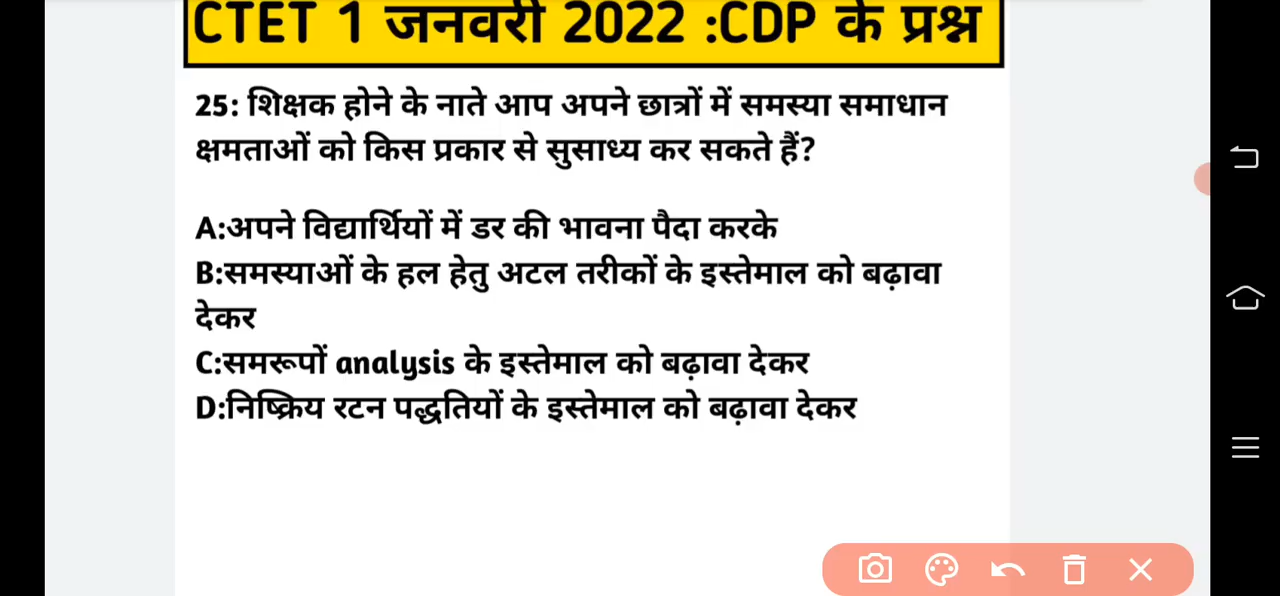 CTET 1 जनवरी 2022 :CDP के प्रश्न
25: शिक्षक होने के नाते आप अपने छात्रों में समस्या समाधान
क्षमताओं को किस प्रकार से सुसाध्य कर सकते हैं?
A:अपने विद्यार्थियों में डर की भावना पैदा करके
B:समस्याओं के हल हेतु अटल तरीकों के इस्तेमाल को बढ़ावा
देकर
C:समरूपों analysis के इस्तेमाल को बढ़ावा देकर
D:निष्क्रिय रटन पद्धतियों के इस्तेमाल को बढ़ावा देकर